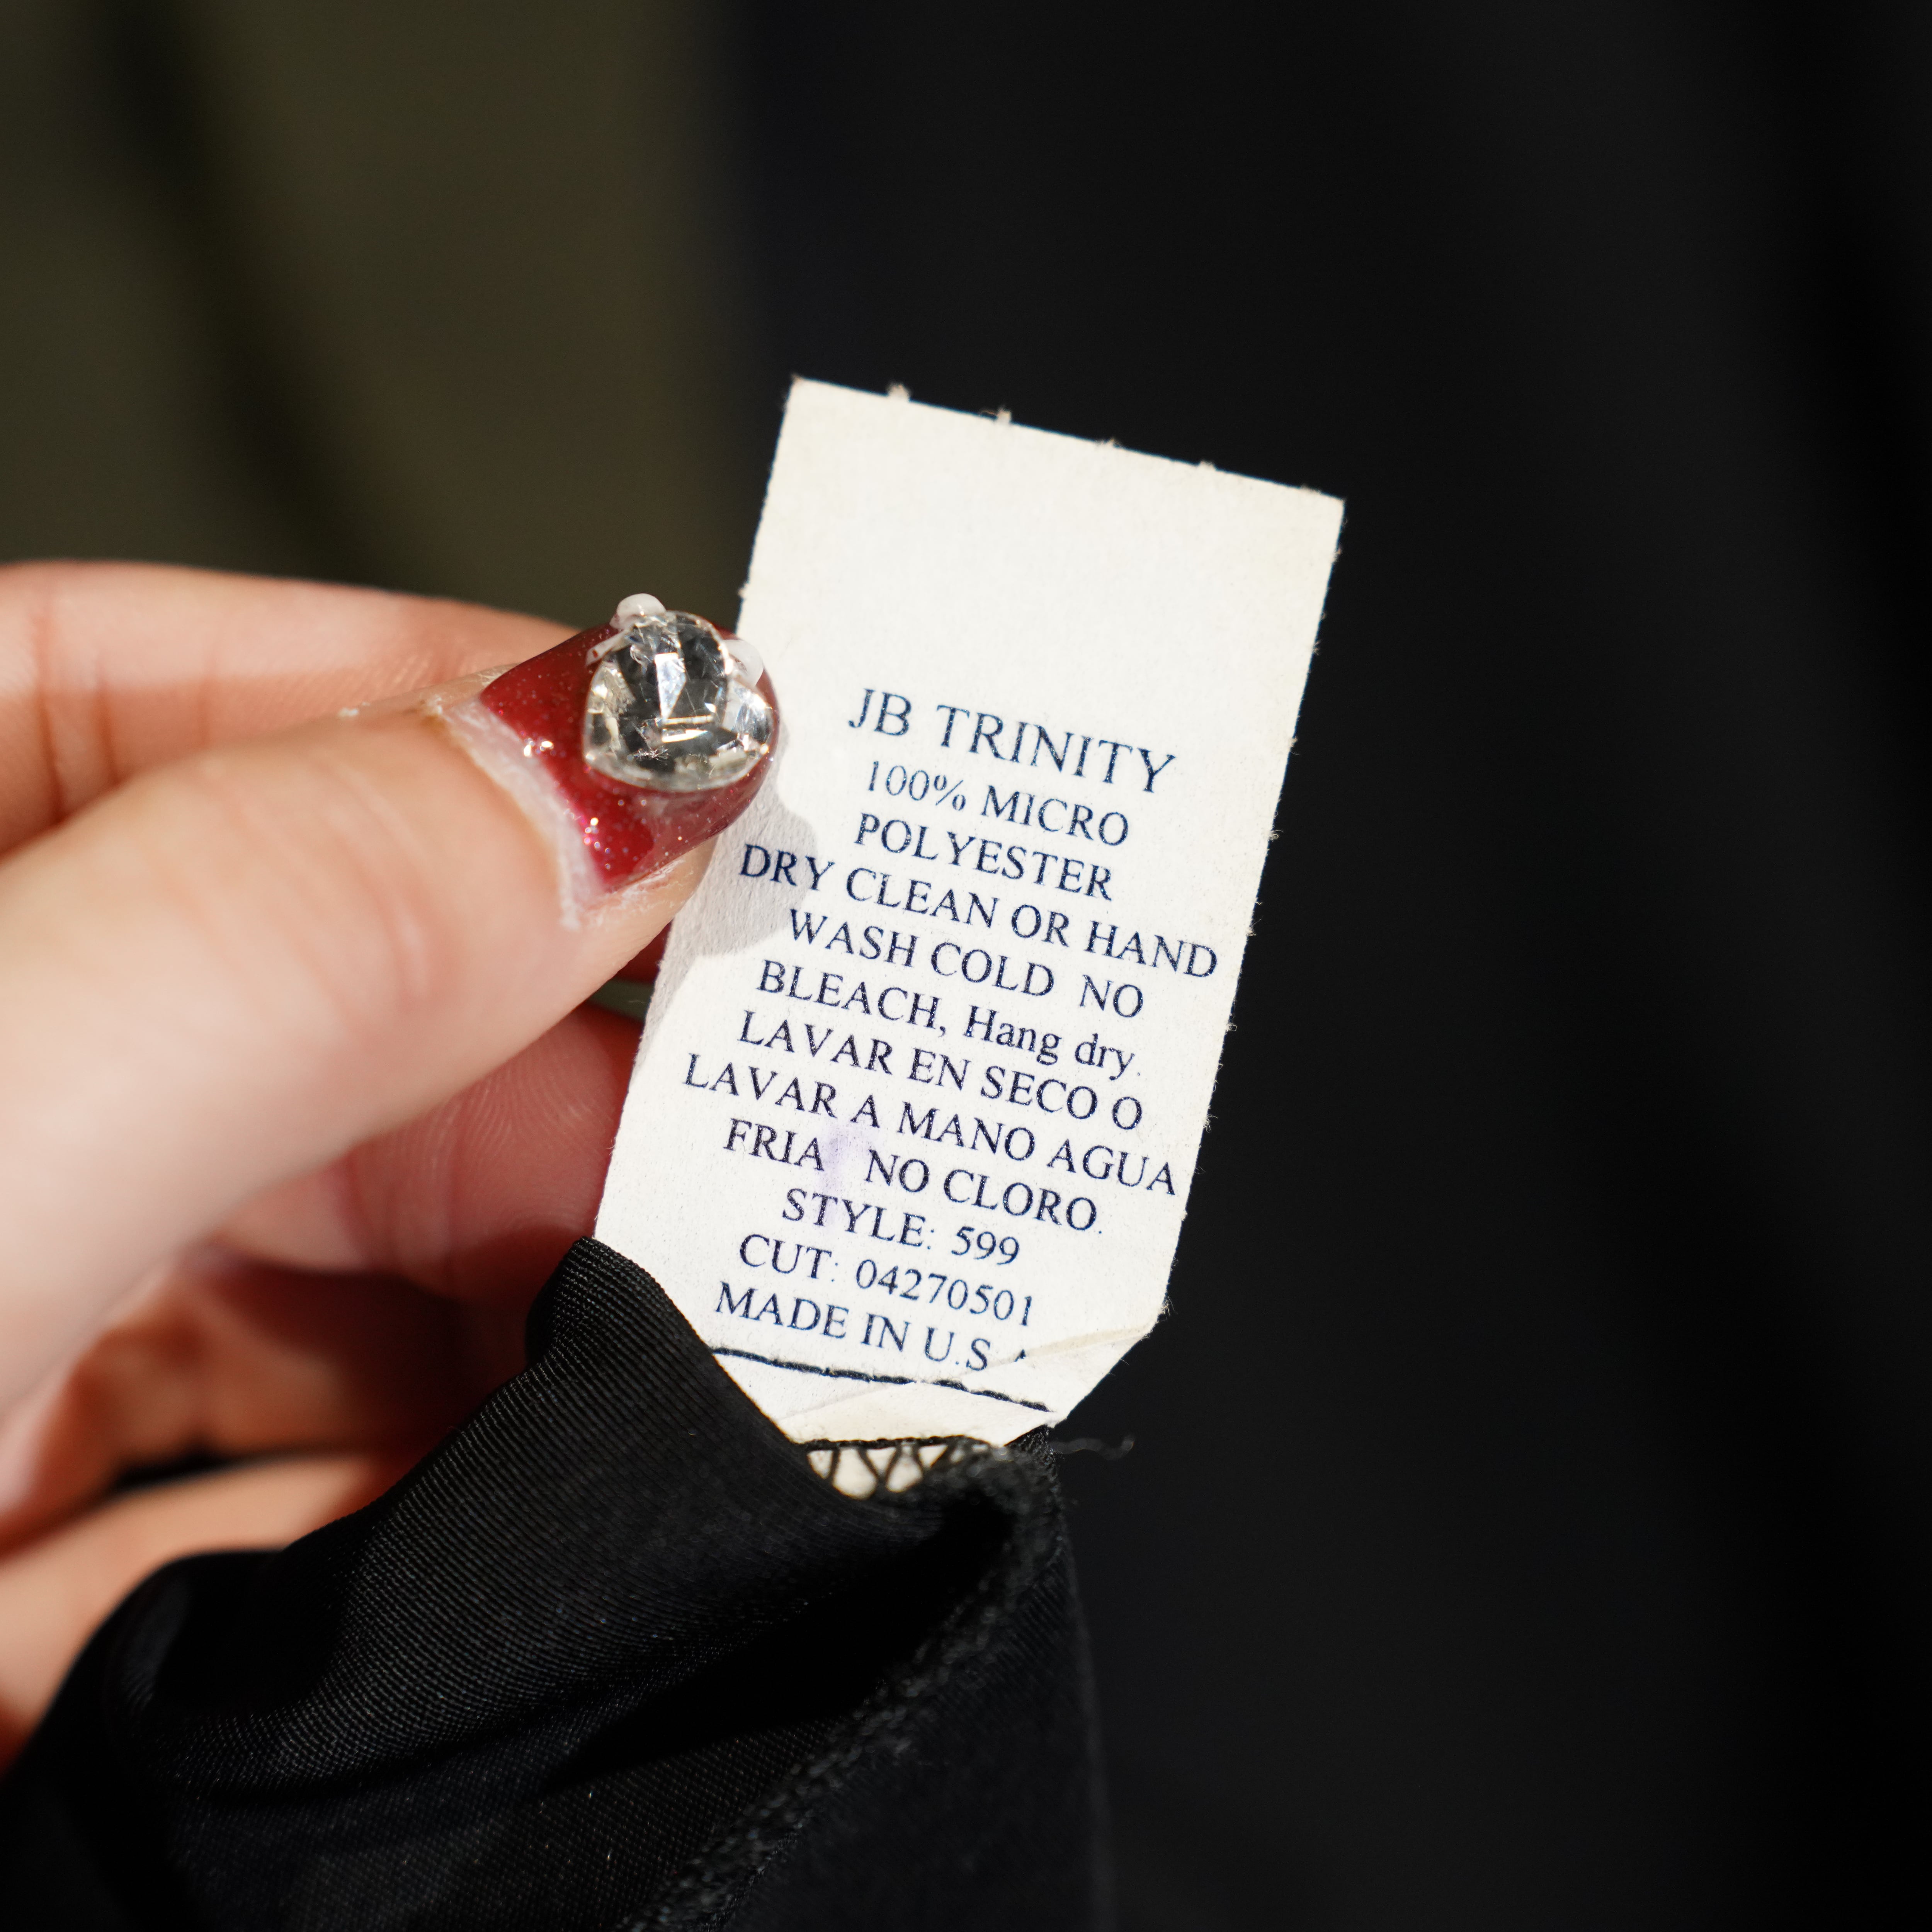 JB TRINITY
100% MICRO
POLYESTER
DRY CLEAN OR HAND
WASH COLD NO
BLEACH, Hang dry.
LAVAR EN SECO O
LAVAR A MANO AGUA
FRIA NO CLORO.
STYLE: 599
CUT: 04270501
MADE IN U.S